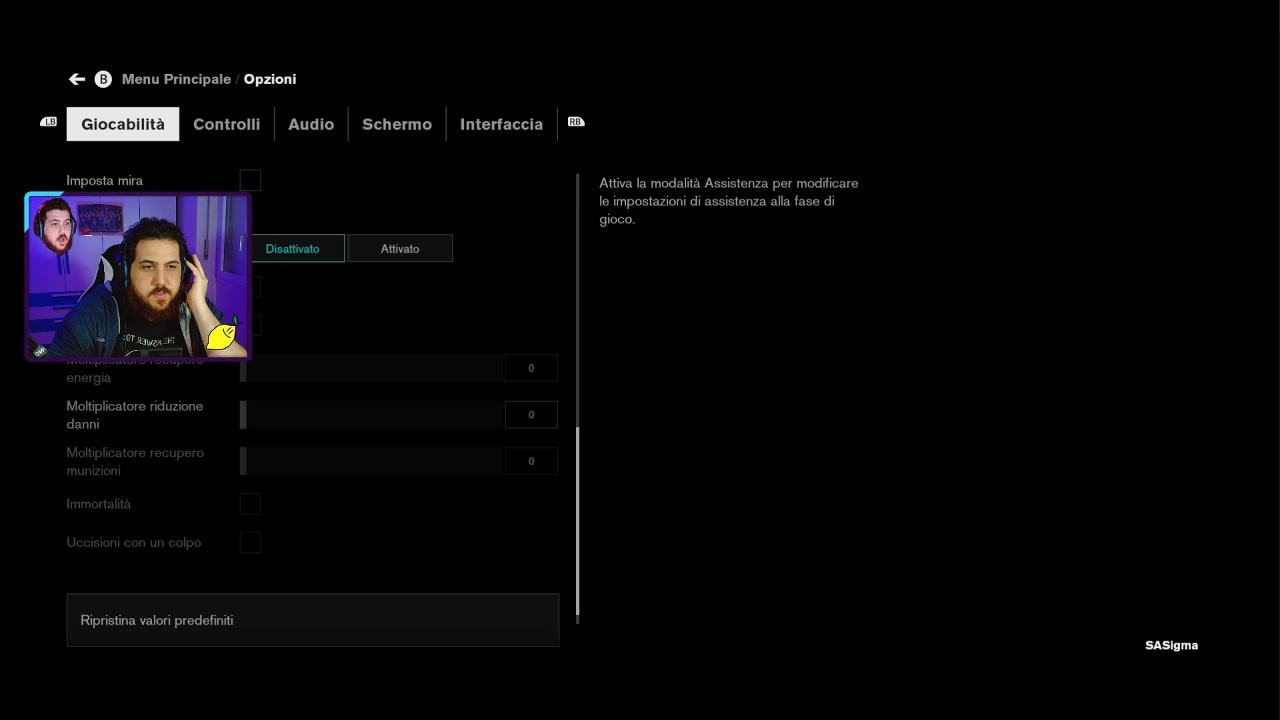 B Menu Principale / Opzioni
LB Giocabilità Controlli Audio Schermo Interfaccia RB
Imposta mira
Attiva la modalità Assistenza per modificare
le impostazioni di assistenza alla fase di
gioco.
Disattivato Attivato
Moltiplicatore recupero
energia
0
Moltiplicatore riduzione
danni
0
Moltiplicatore recupero
munizioni
0
Immortalità
Uccisioni con un colpo
Ripristina valori predefiniti
SASigma